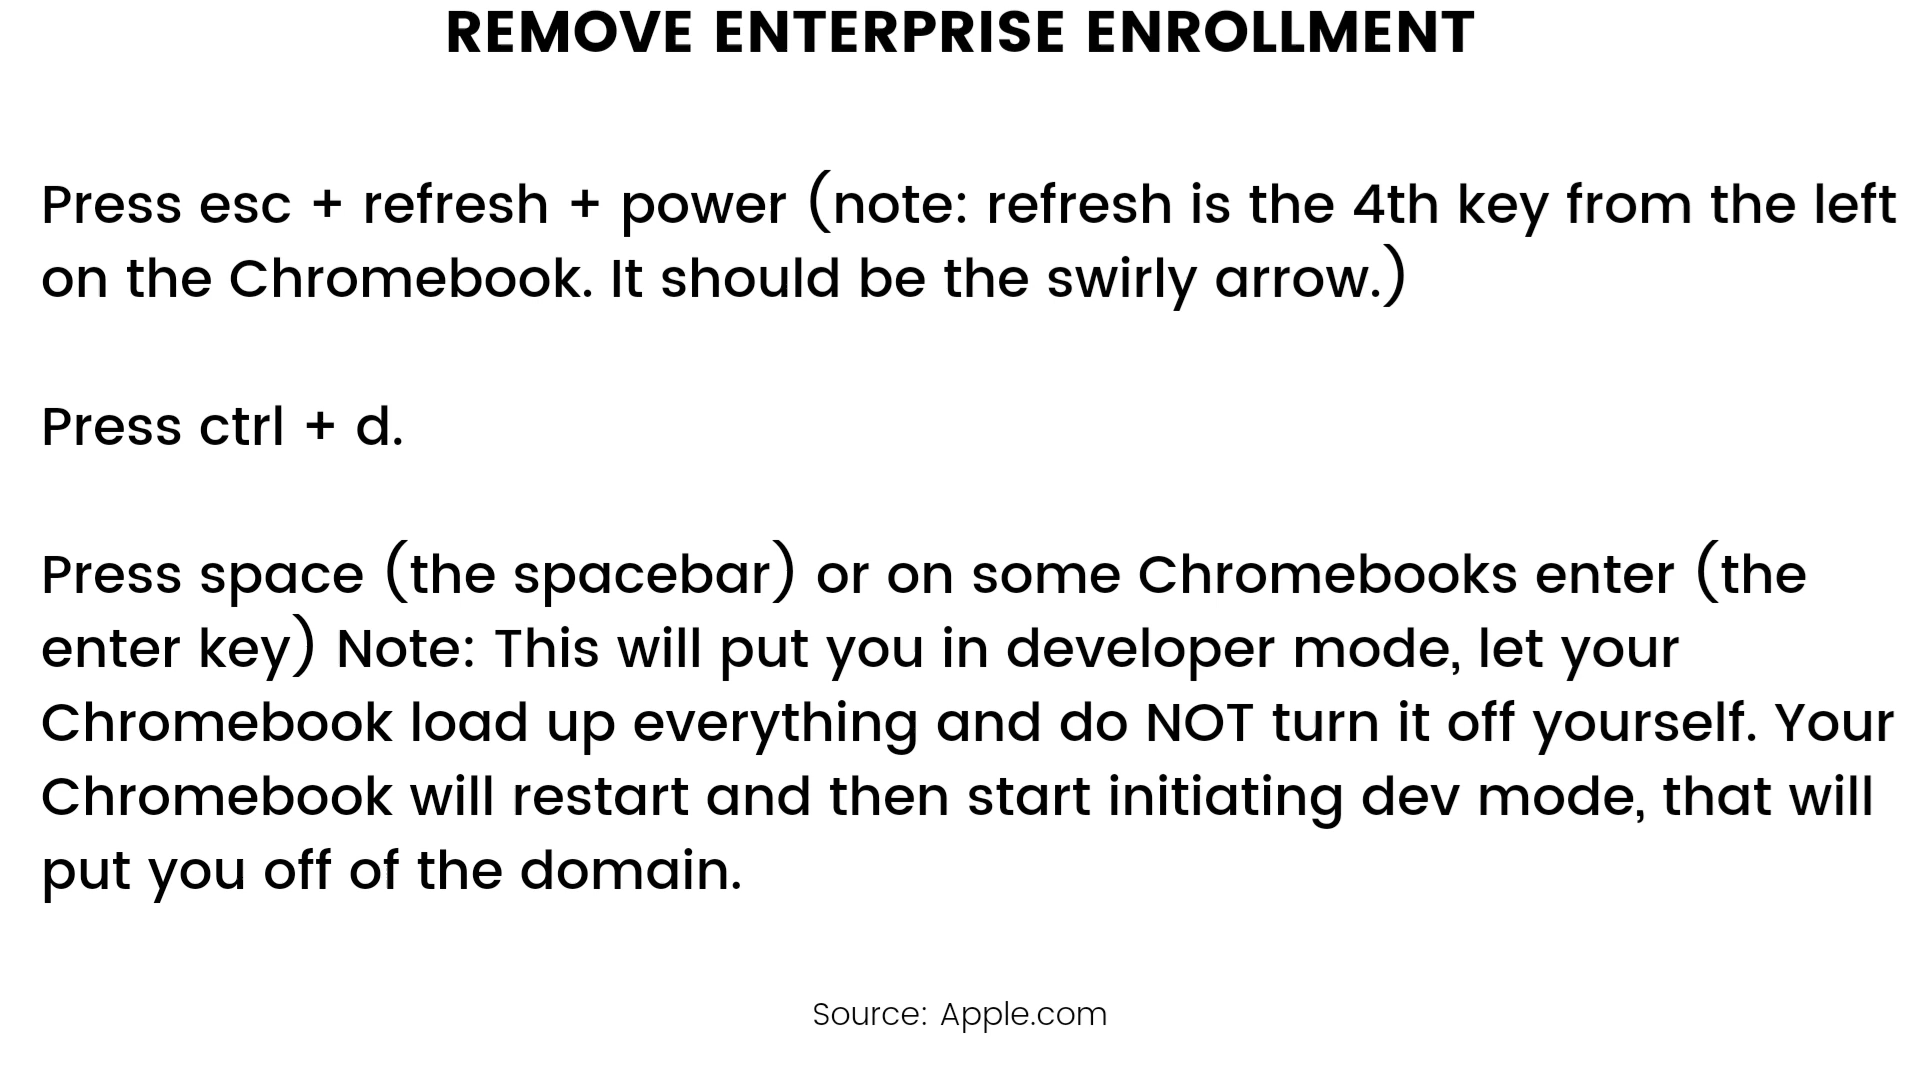 REMOVE ENTERPRISE ENROLLMENT
Press esc + refresh + power (note: refresh is the 4th key from the left
on the Chromebook. It should be the swirly arrow.)
Press ctrl + d.
Press space (the spacebar) or on some Chromebooks enter (the
enter key) Note: This will put you in developer mode, let your
Chromebook load up everything and do NOT turn it off yourself. Your
Chromebook will restart and then start initiating dev mode, that will
put you off of the domain.
Source: Apple.com